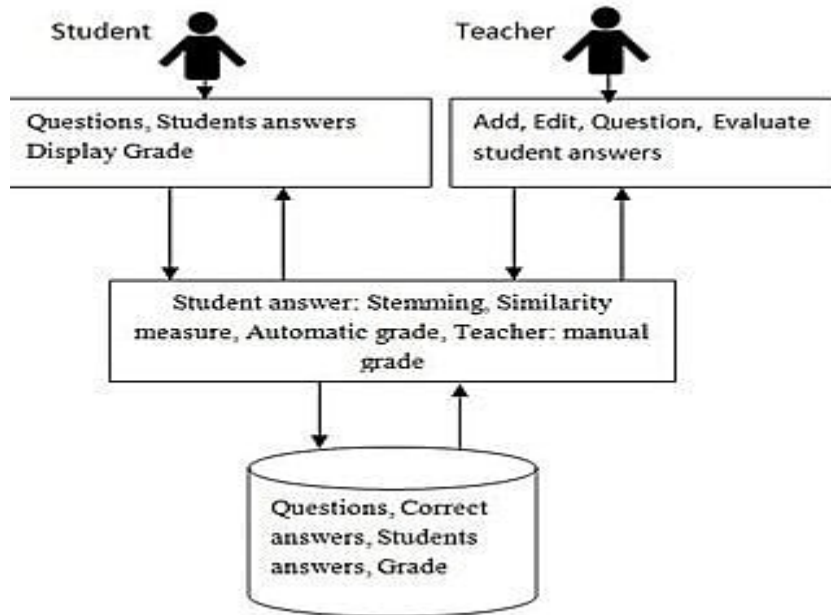 Student
Teacher
Questions, Students answers
Display Grade
Add, Edit, Question, Evaluate
student answers
Student answer: Stemming, Similarity
measure, Automatic grade, Teacher: manual
grade
Questions, Correct
answers, Students
answers, Grade